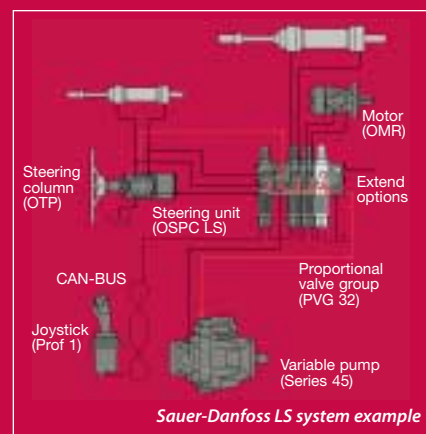 Motor
(OMR)
Steering
column
(OTP)
Extend
options
Steering unit
(OSPC LS)
CAN-BUS
Proportional
valve group
(PVG 32)
Joystick
(Prof 1)
Variable pump
(Series 45)
Sauer-Danfoss LS system example